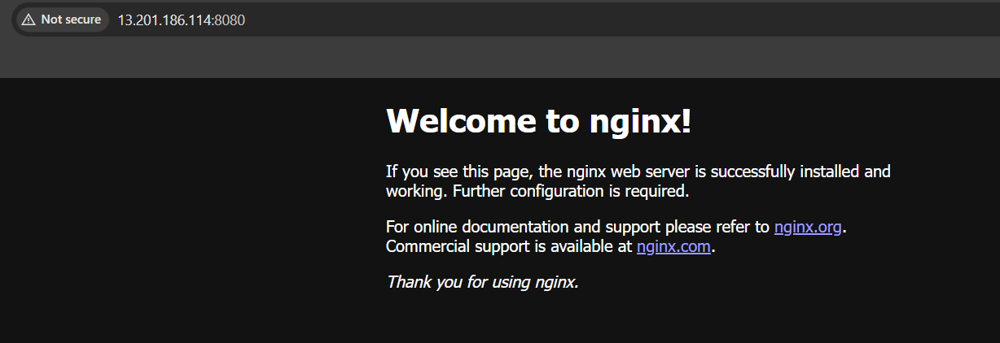 Not secure 13.201.186.114:8080
Welcome to nginx!
If you see this page, the nginx web server is successfully installed and
working. Further configuration is required.
For online documentation and support please refer to nginx.org.
Commercial support is available at nginx.com.
Thank you for using nginx.